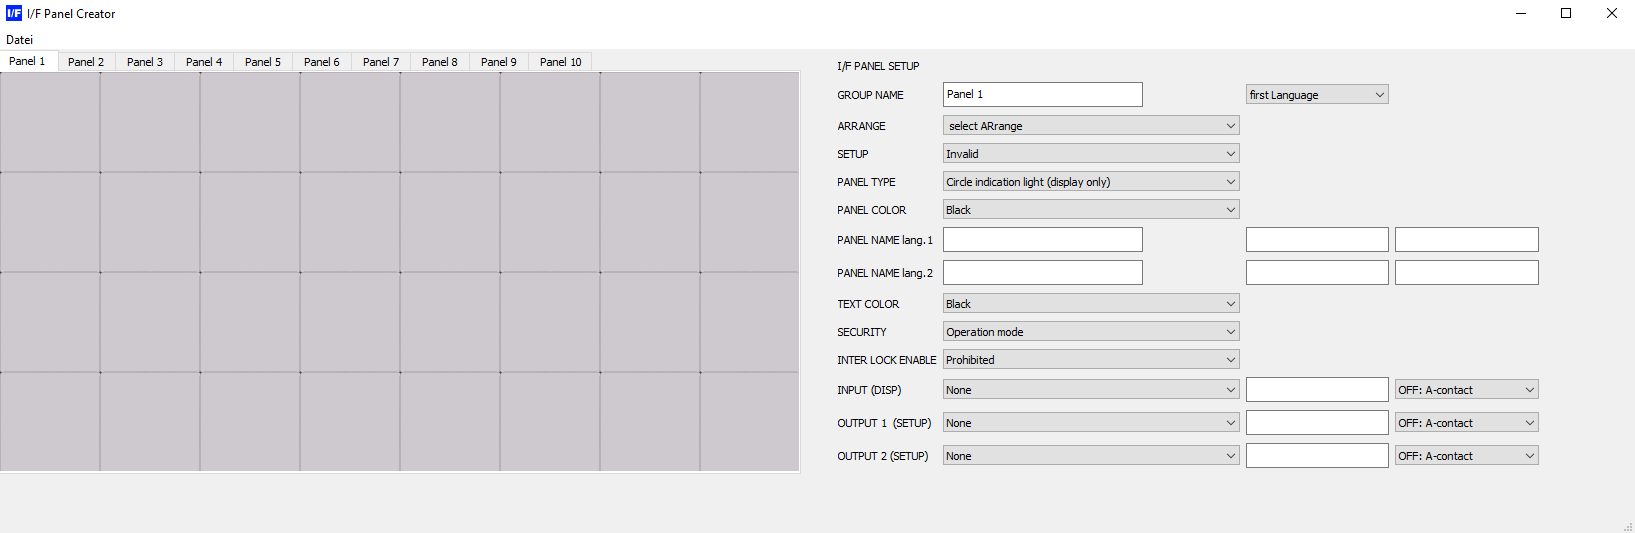 I/F I/F Panel Creator
Datei
Panel 1 Panel 2 Panel 3 Panel 4 Panel 5 Panel 6 Panel 7 Panel 8 Panel 9 Panel 10
I/F PANEL SETUP
GROUP NAME Panel 1 first Language
ARRANGE select ARrange
SETUP Invalid
PANEL TYPE Circle indication light (display only)
PANEL COLOR Black
PANEL NAME lang.1
PANEL NAME lang.2
TEXT COLOR Black
SECURITY Operation mode
INTER LOCK ENABLE Prohibited
INPUT (DISP) None OFF: A-contact
OUTPUT 1 (SETUP) None OFF: A-contact
OUTPUT 2 (SETUP) None OFF: A-contact